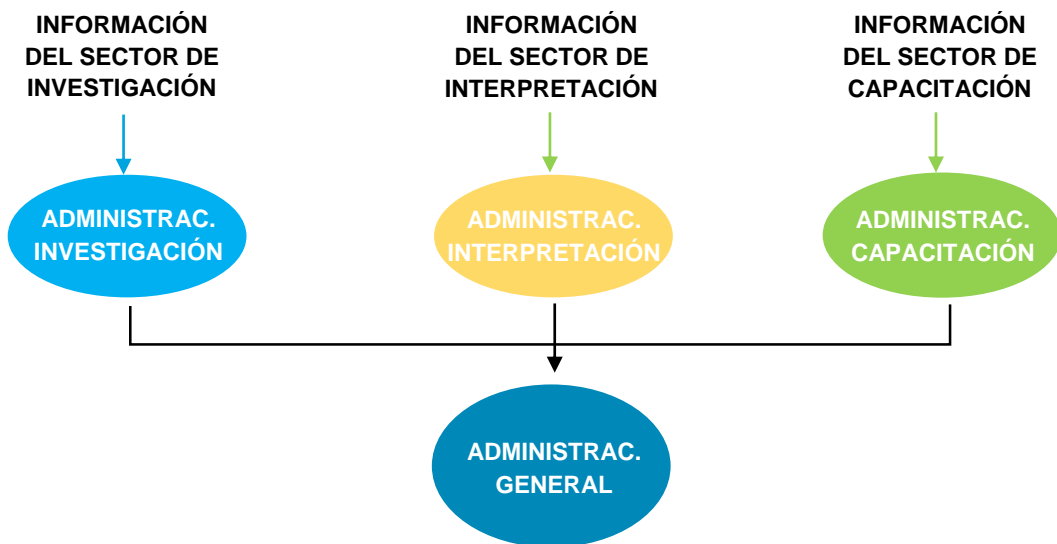 INFORMACIÓN
DEL SECTOR DE
INVESTIGACIÓN
INFORMACIÓN
DEL SECTOR DE
INTERPRETACIÓN
INFORMACIÓN
DEL SECTOR DE
CAPACITACIÓN
ADMINISTRAC.
INVESTIGACIÓN
ADMINISTRAC.
INTERPRETACIÓN
ADMINISTRAC.
CAPACITACIÓN
ADMINISTRAC.
GENERAL